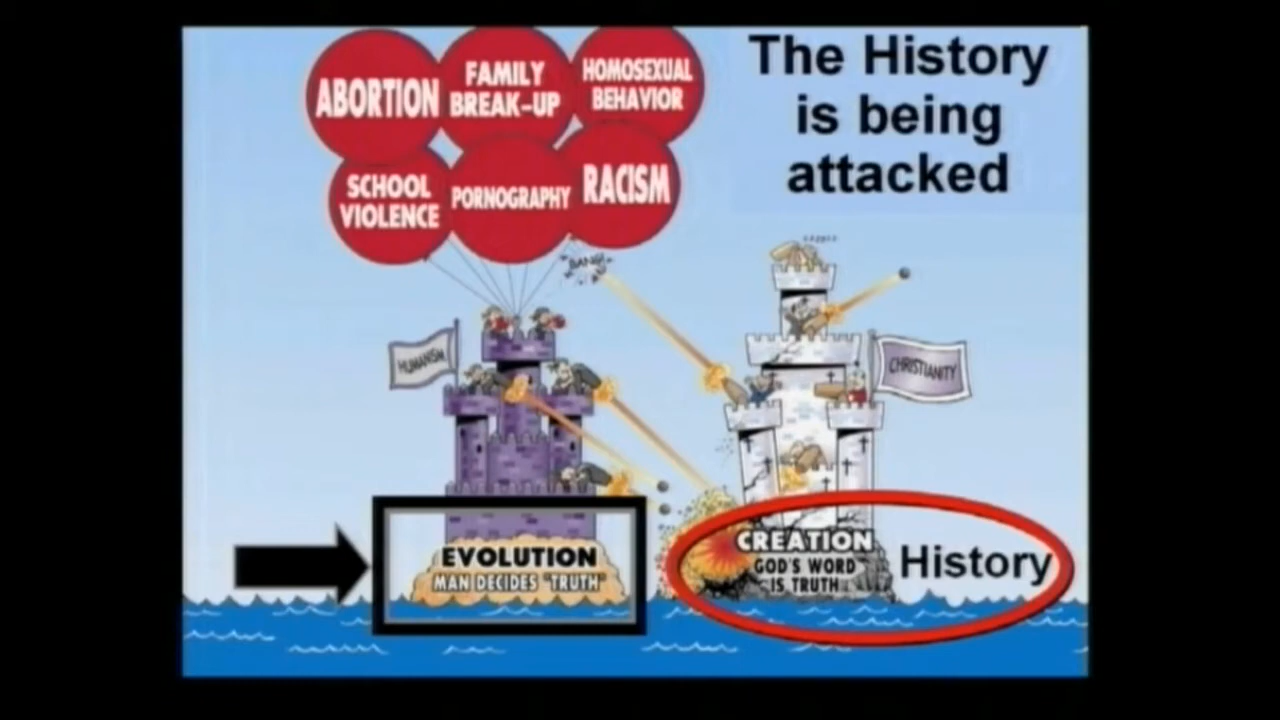 The History
is being
attacked
ABORTION
FAMILY
BREAK-UP
HOMOSEXUAL
BEHAVIOR
SCHOOL
VIOLENCE
PORNOGRAPHY
RACISM
BANG!
HUMANISM
CHRISTIANITY
EVOLUTION
MAN DECIDES "TRUTH"
CREATION
GOD'S WORD
IS TRUTH
History